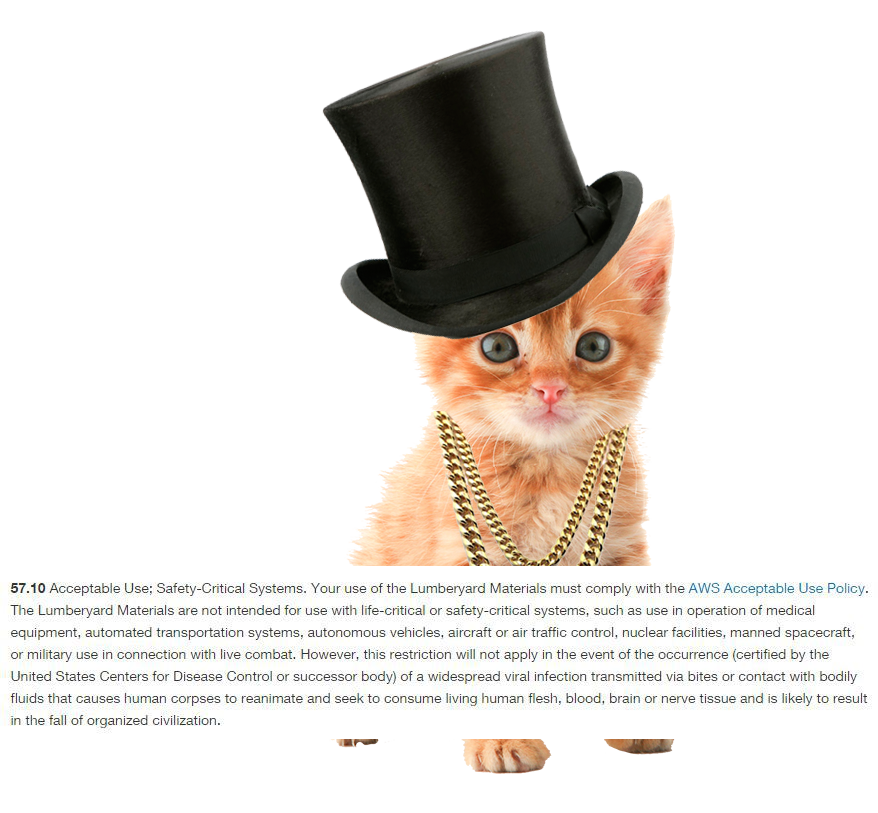 57.10 Acceptable Use; Safety-Critical Systems. Your use of the Lumberyard Materials must comply with the AWS Acceptable Use Policy.
The Lumberyard Materials are not intended for use with life-critical or safety-critical systems, such as use in operation of medical
equipment, automated transportation systems, autonomous vehicles, aircraft or air traffic control, nuclear facilities, manned spacecraft,
or military use in connection with live combat. However, this restriction will not apply in the event of the occurrence (certified by the
United States Centers for Disease Control or successor body) of a widespread viral infection transmitted via bites or contact with bodily
fluids that causes human corpses to reanimate and seek to consume living human flesh, blood, brain or nerve tissue and is likely to result
in the fall of organized civilization.